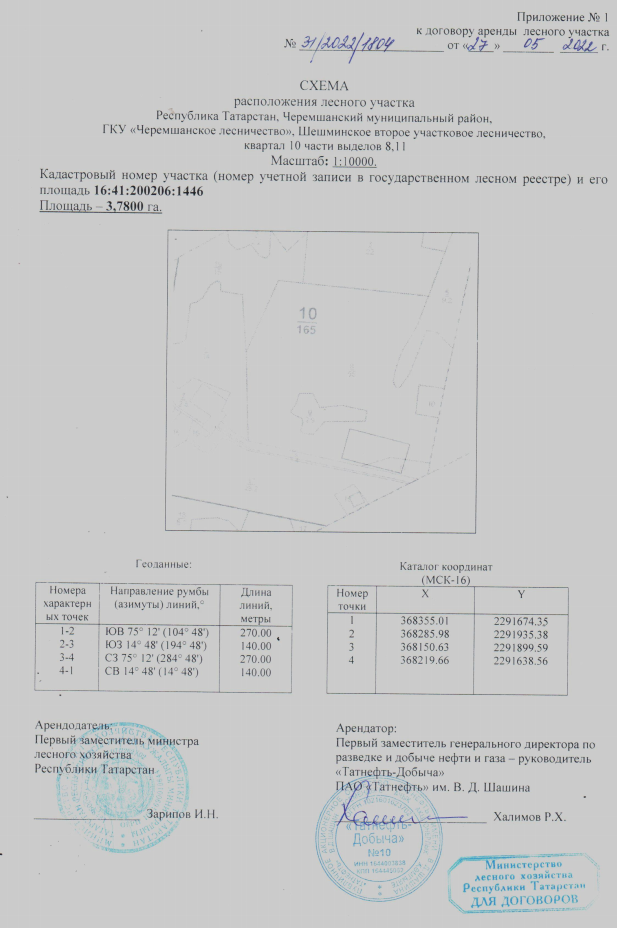 Приложение № 1
к договору аренды лесного участка
№ 31/2022/1804 от «27» 05 2022 г.
СХЕМА
расположения лесного участка
Республика Татарстан, Черемшанский муниципальный район,
ГКУ «Черемшанское лесничество», Шешминское второе участковое лесничество,
квартал 10 части выделов 8,11
Масштаб: 1:10000.
Кадастровый номер участка (номер учетной записи в государственном лесном реестре) и его
площадь 16:41:200206:1446
Площадь – 3,7800 га.
10
165
Геоданные:
Номера характерн ых точек | Направление румбы (азимуты) линий,° | Длина линий, метры
1-2 ЮВ 75° 12' (104° 48') 270.00
2-3 ЮЗ 14° 48' (194° 48') 140.00
3-4 СЗ 75° 12' (284° 48') 270.00
4-1 СВ 14° 48' (14° 48') 140.00
Каталог координат
(МСК-16)
Номер точки X Y
1 368355.01 2291674.35
2 368285.98 2291935.38
3 368150.63 2291899.59
4 368219.66 2291638.56
Арендодатель:
Первый заместитель министра
лесного хозяйства
Республики Татарстан
Зарипов И.Н.
Арендатор:
Первый заместитель генерального директора по
разведке и добыче нефти и газа – руководитель
«Татнефть-Добыча»
ПАО «Татнефть» им. В. Д. Шашина
Халимов Р.Х.
«Татнефть-
Добыча»
№10
Министерство
лесного хозяйства
Республики Татарстан
ДЛЯ ДОГОВОРОВ